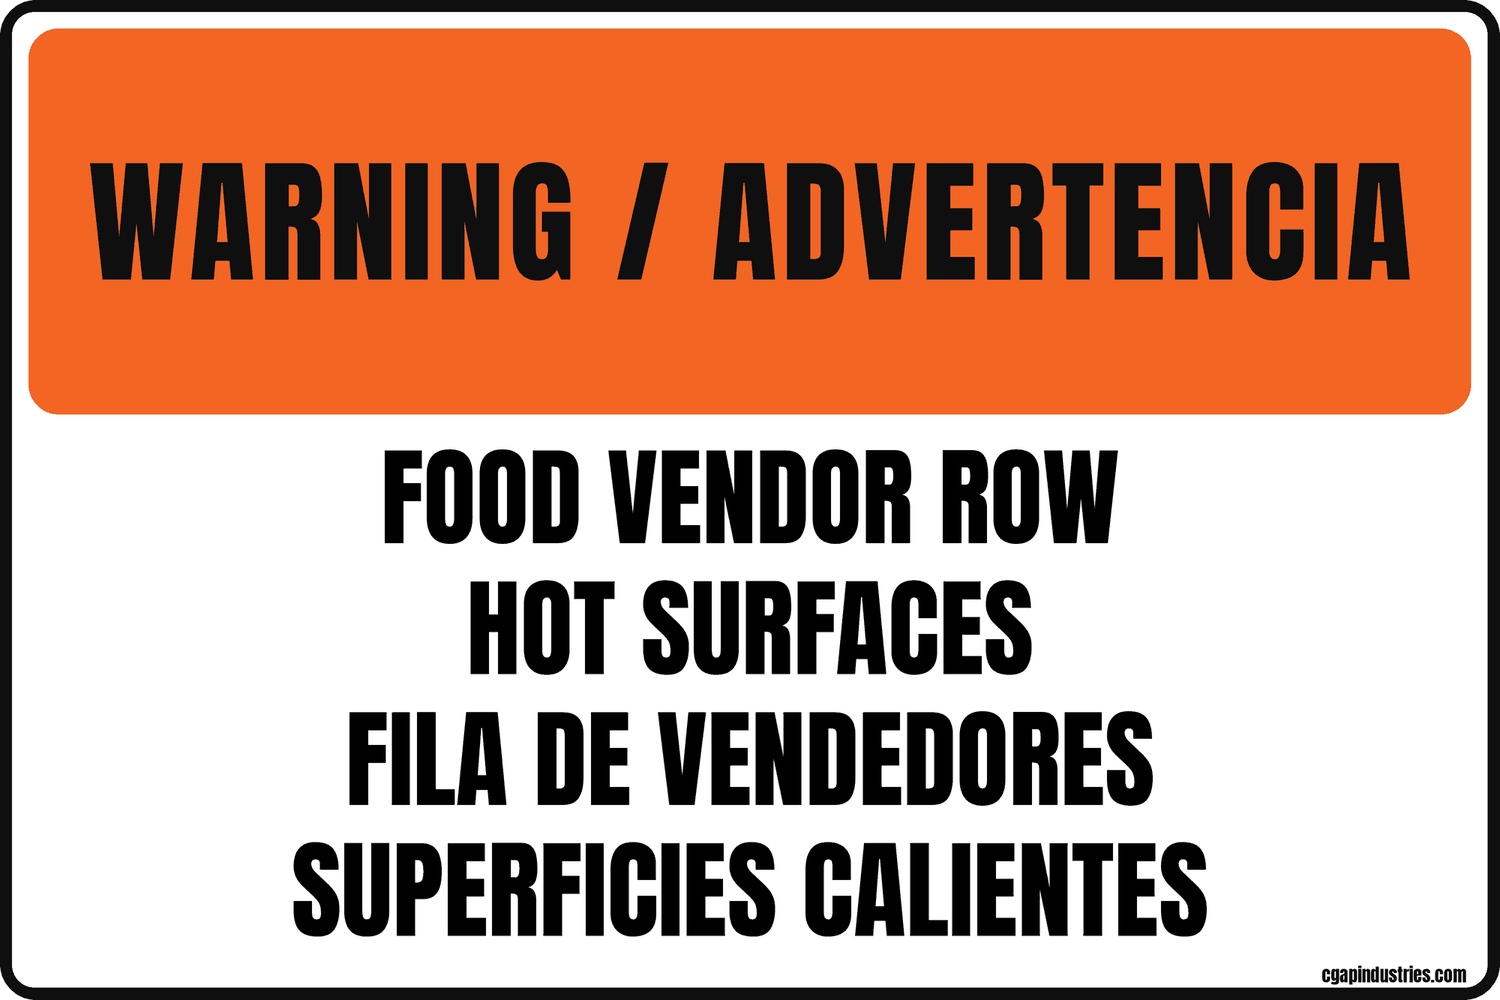 WARNING / ADVERTENCIA
FOOD VENDOR ROW
HOT SURFACES
FILA DE VENDEDORES
SUPERFICIES CALIENTES
cgapindustries.com